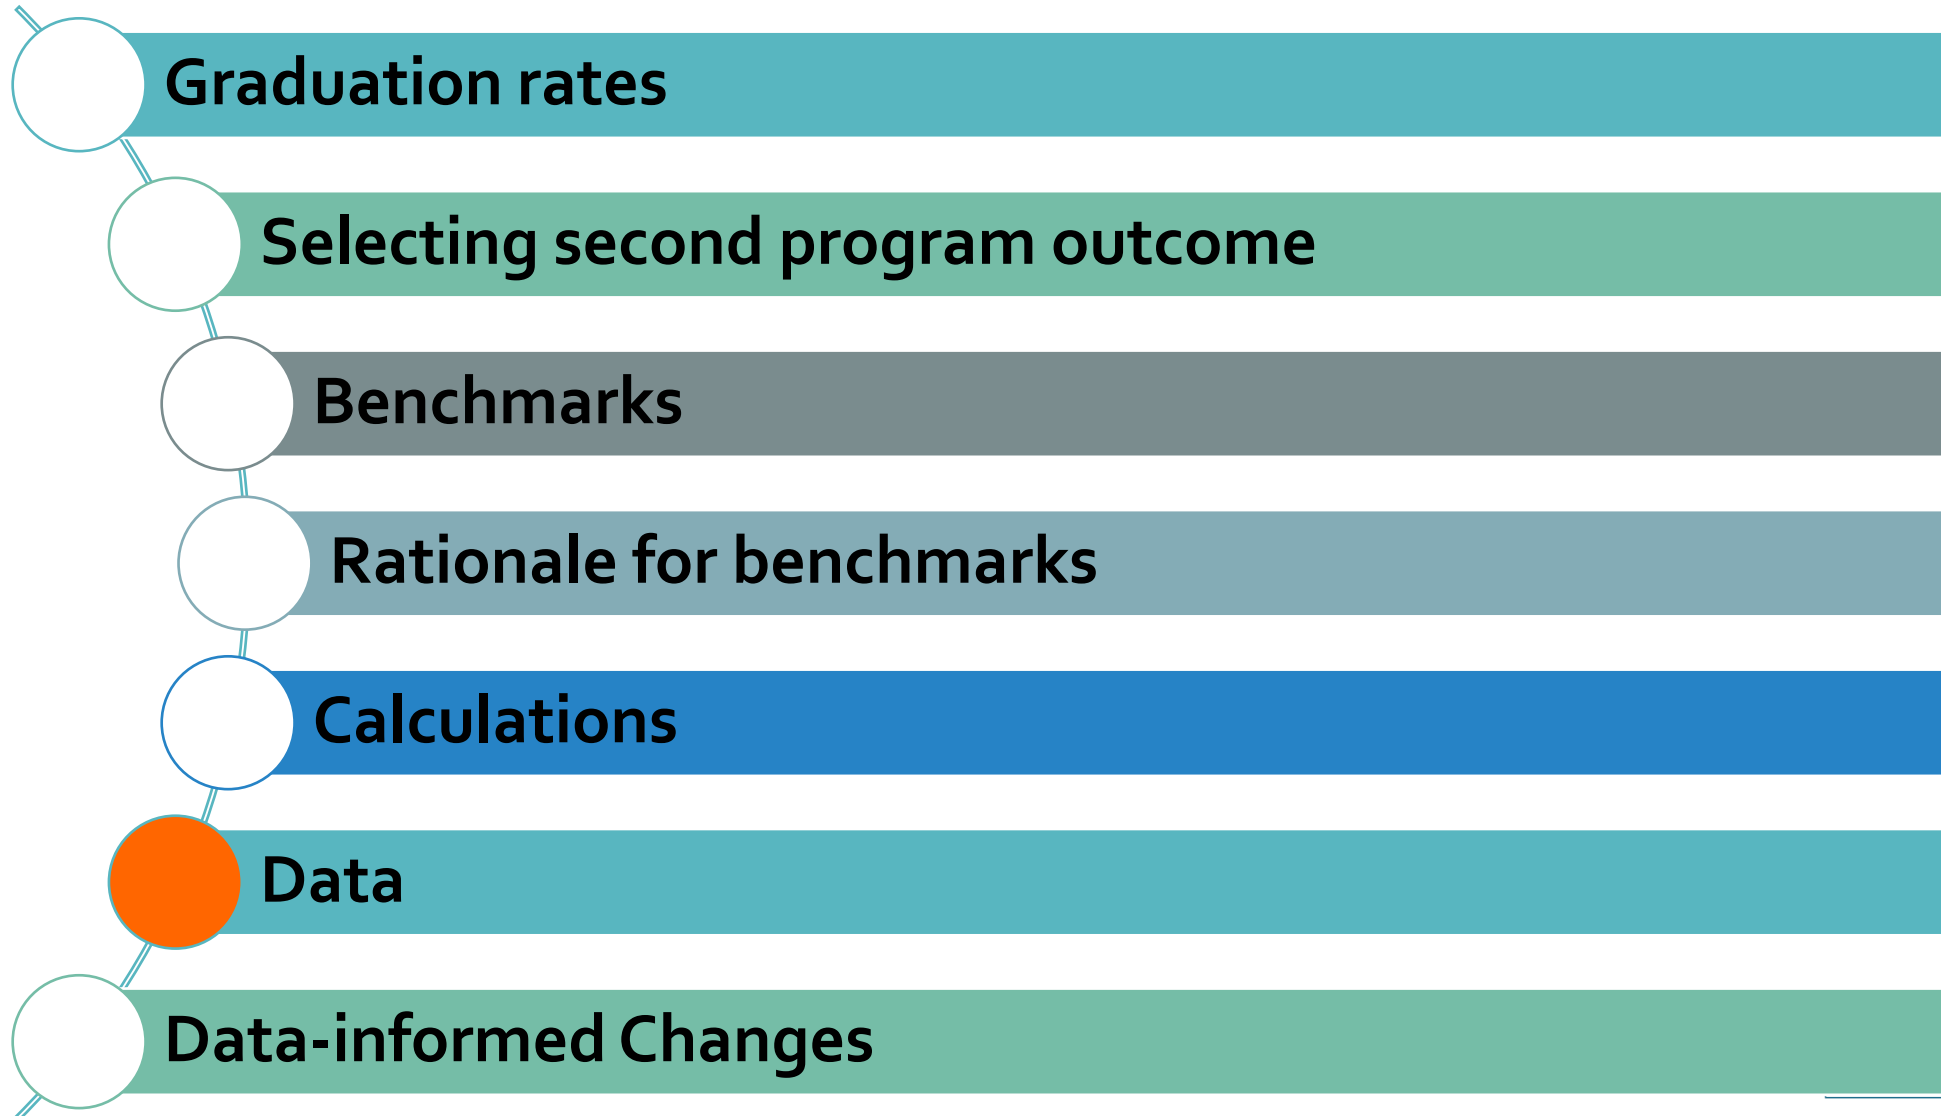 Graduation rates
Selecting second program outcome
Benchmarks
Rationale for benchmarks
Calculations
Data
Data-informed Changes